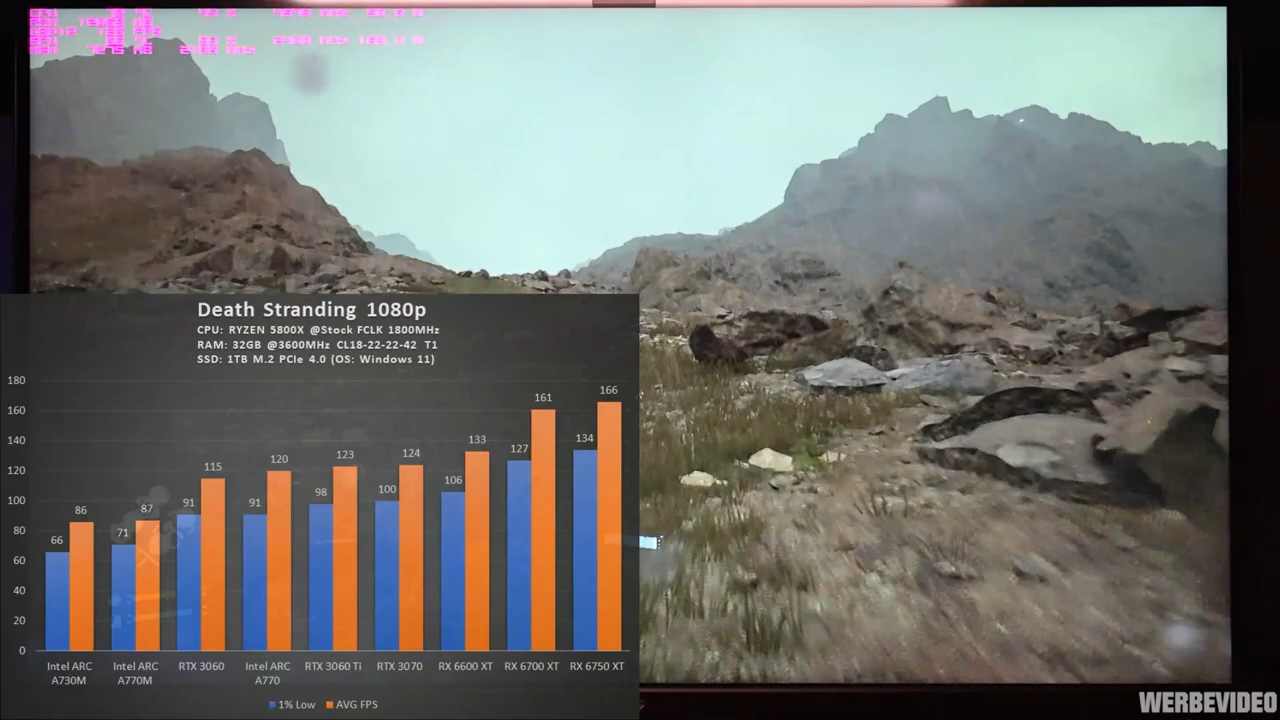 Death Stranding 1080p
CPU: RYZEN 5800X @Stock FCLK 1800MHz
RAM: 32GB @3600MHz CL18-22-22-42 T1
SSD: 1TB M.2 PCIe 4.0 (OS: Windows 11)
180
160
140
120
100
80
60
40
20
0
66 86 71 87 91 115 91 120 98 123 100 124 106 133 127 161 134 166
Intel ARC A730M
Intel ARC A770M
RTX 3060
Intel ARC A770
RTX 3060 Ti
RTX 3070
RX 6600 XT
RX 6700 XT
RX 6750 XT
1% Low AVG FPS
WERBEVIDEO